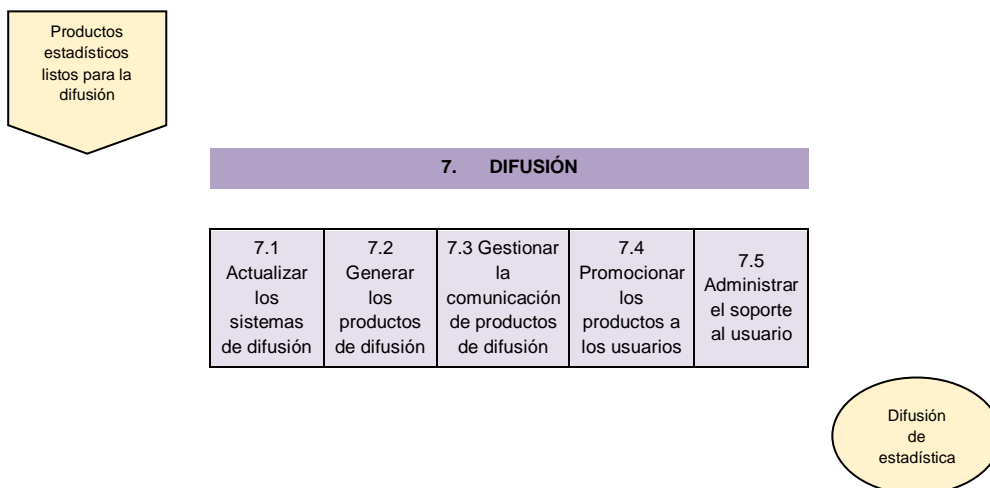 Productos
estadísticos
listos para la
difusión
7. DIFUSIÓN
7.1
Actualizar
los
sistemas
de difusión
7.2
Generar
los
productos
de difusión
7.3 Gestionar
la
comunicación
de productos
de difusión
7.4
Promocionar
los
productos a
los usuarios
7.5
Administrar
el soporte
al usuario
Difusión
de
estadística